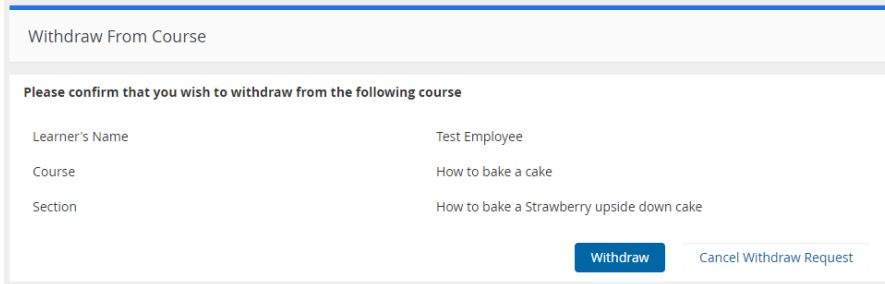 Withdraw From Course
Please confirm that you wish to withdraw from the following course
Learner's Name Test Employee
Course How to bake a cake
Section How to bake a Strawberry upside down cake
Withdraw Cancel Withdraw Request